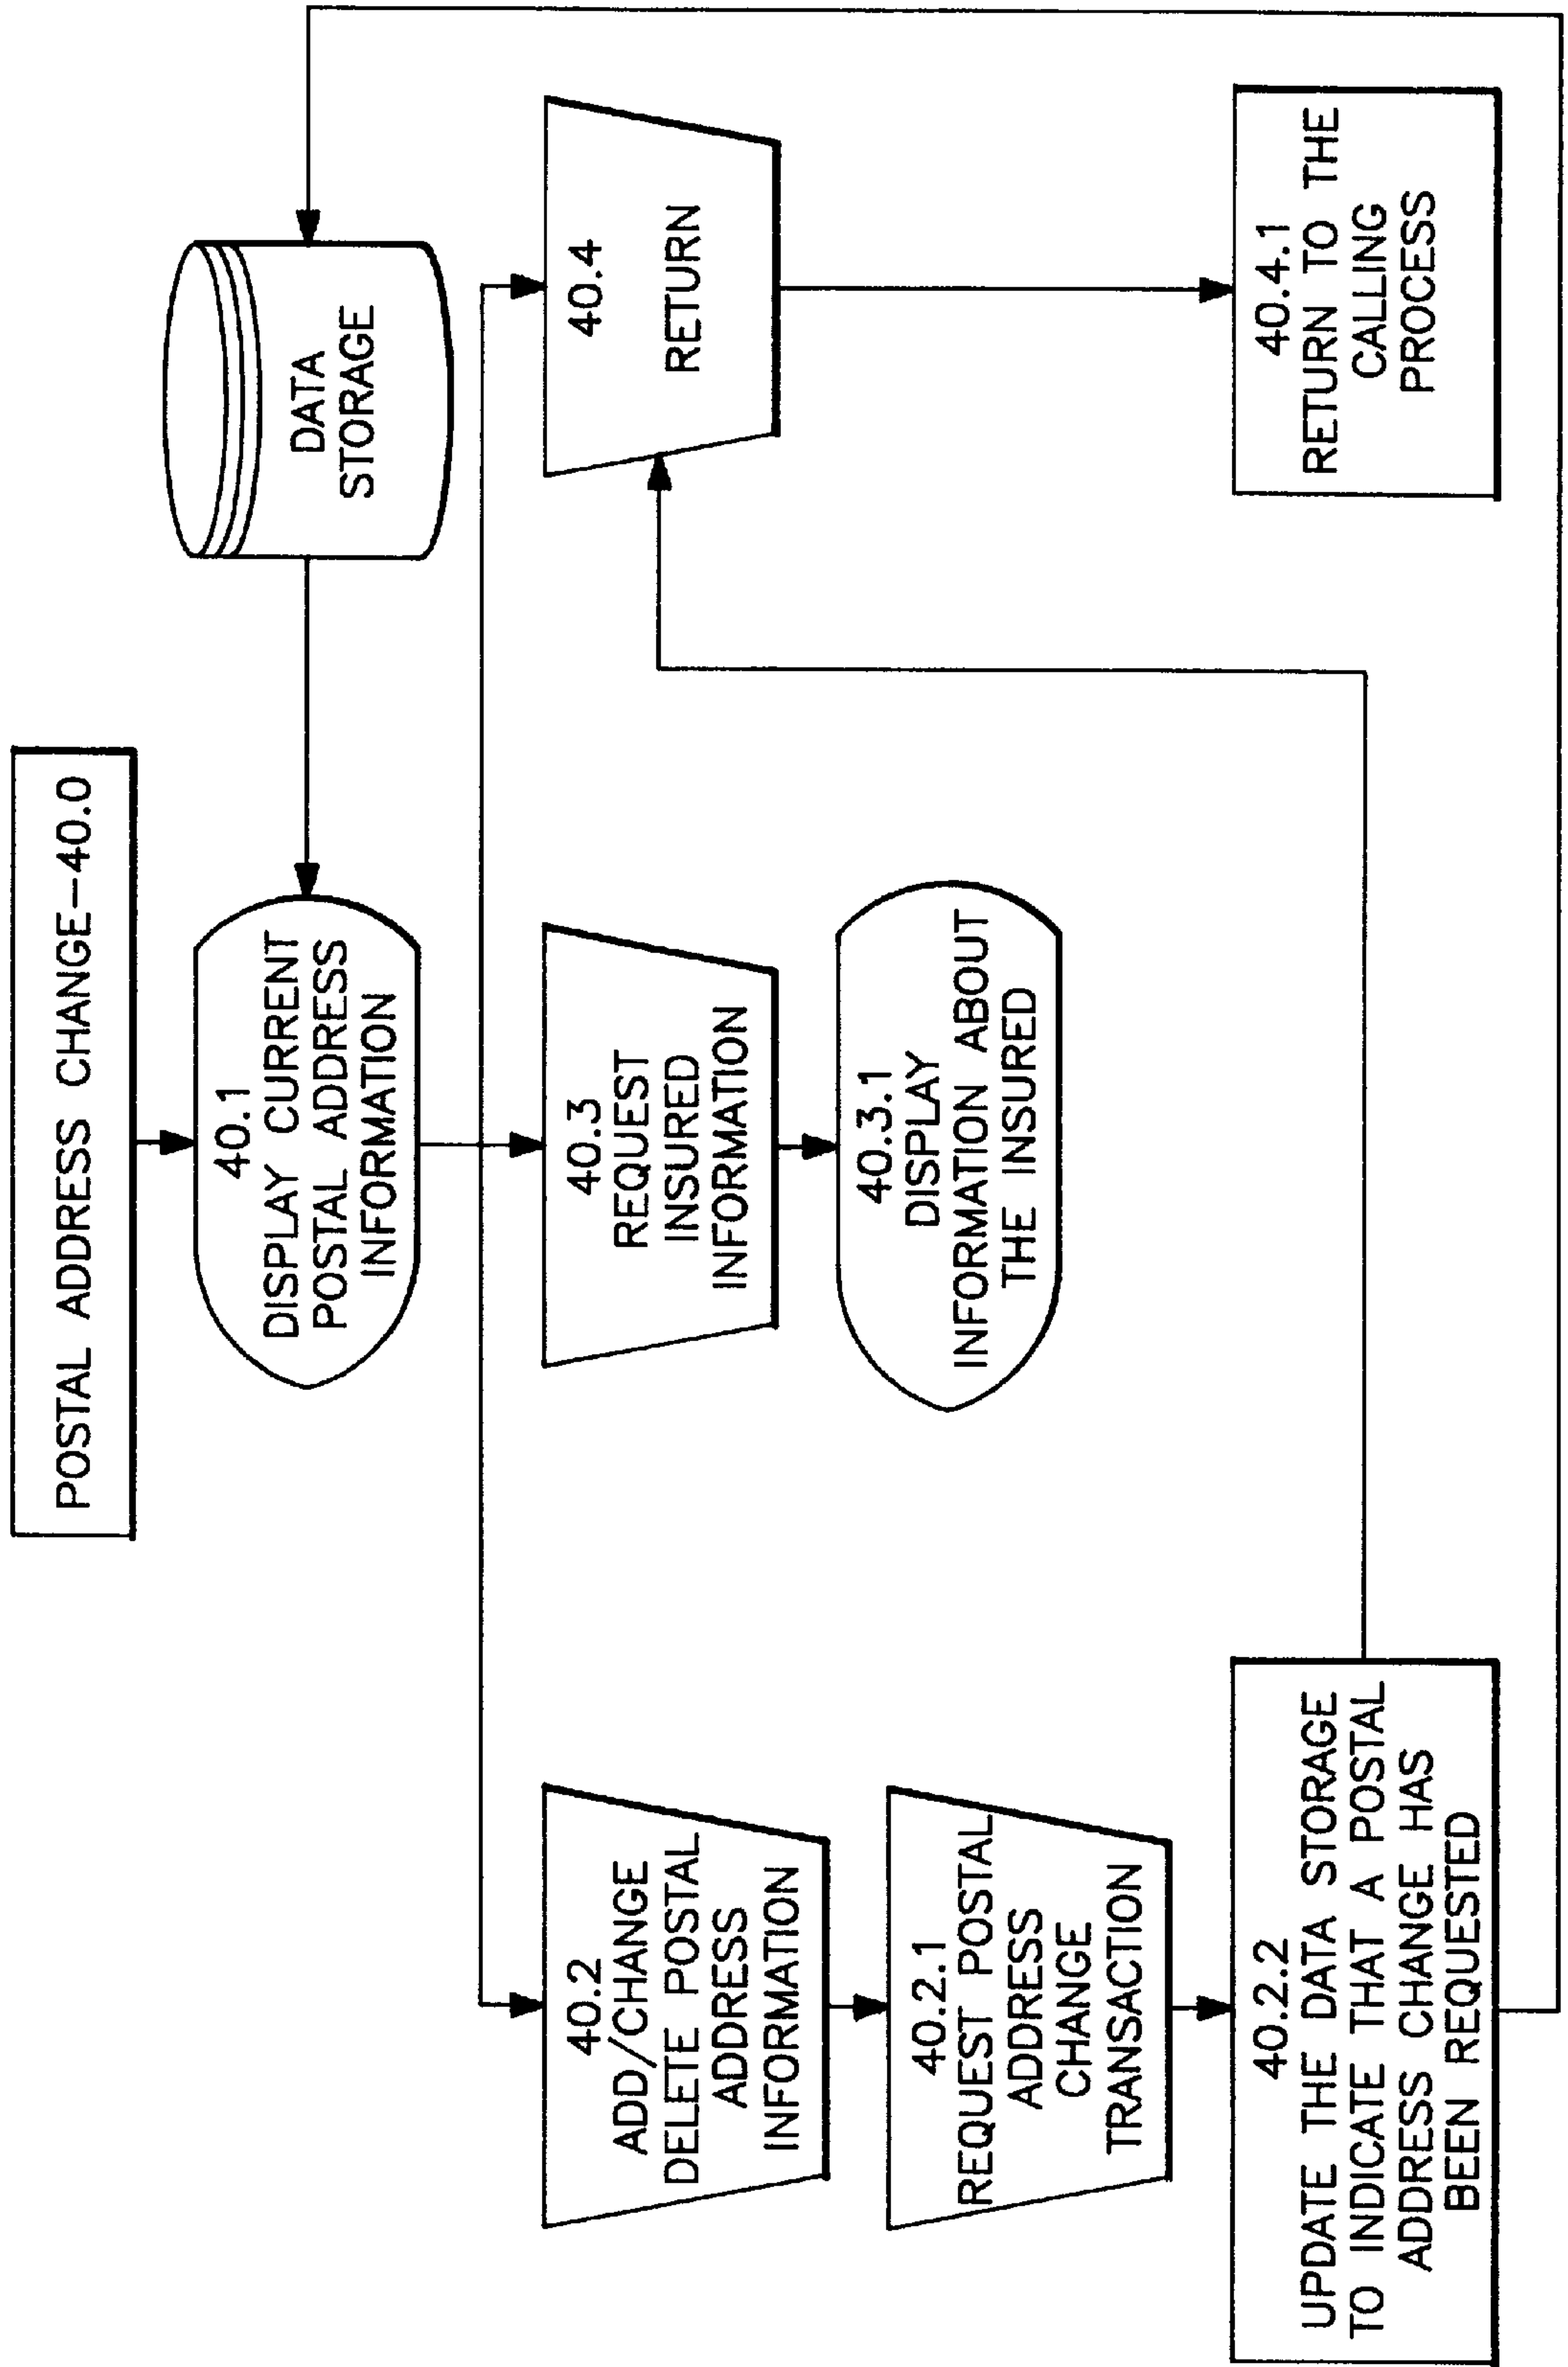 POSTAL ADDRESS CHANGE-40.0
40.1
DISPLAY CURRENT
POSTAL ADDRESS
INFORMATION
DATA
STORAGE
40.2
ADD/CHANGE
DELETE POSTAL
ADDRESS
INFORMATION
40.3
REQUEST
INSURED
INFORMATION
40.4
RETURN
40.2.1
REQUEST POSTAL
ADDRESS
CHANGE
TRANSACTION
40.3.1
DISPLAY
INFORMATION ABOUT
THE INSURED
40.2.2
UPDATE THE DATA STORAGE
TO INDICATE THAT A POSTAL
ADDRESS CHANGE HAS
BEEN REQUESTED
40.4.1
RETURN TO THE
CALLING
PROCESS